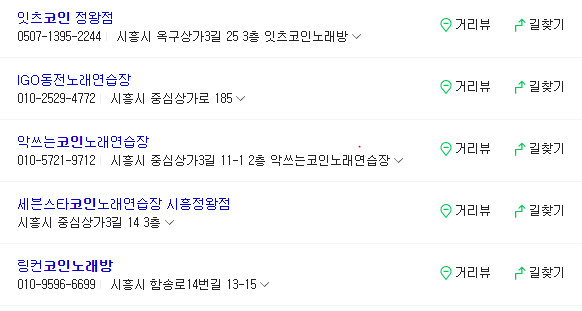 잇츠코인 정왕점
거리뷰 길찾기
0507-1395-2244 시흥시 옥구상가3길 25 3층 잇츠코인노래방
IGO동전노래연습장
거리뷰 길찾기
010-2529-4772 시흥시 중심상가로 185
악쓰는코인노래연습장
거리뷰 길찾기
010-5721-9712 시흥시 중심상가3길 11-1 2층 악쓰는코인노래연습장
세븐스타코인노래연습장 시흥정왕점
거리뷰 길찾기
시흥시 중심상가3길 14 3층
링컨코인노래방
거리뷰 길찾기
010-9596-6699 시흥시 함송로14번길 13-15